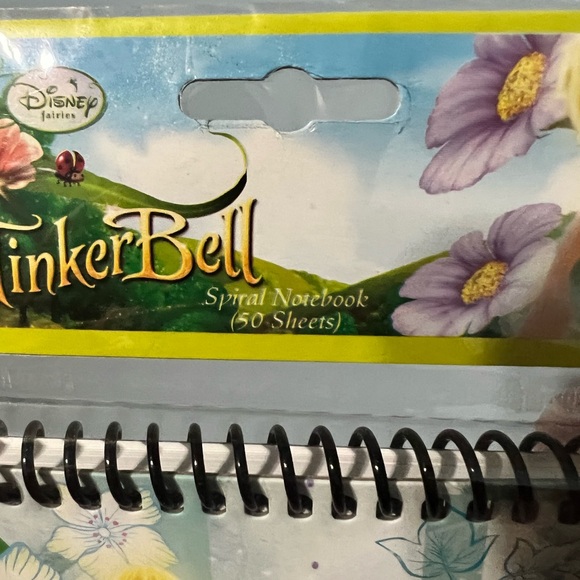 Disney
fairies
TinkerBell
Spiral Notebook
(50 Sheets)